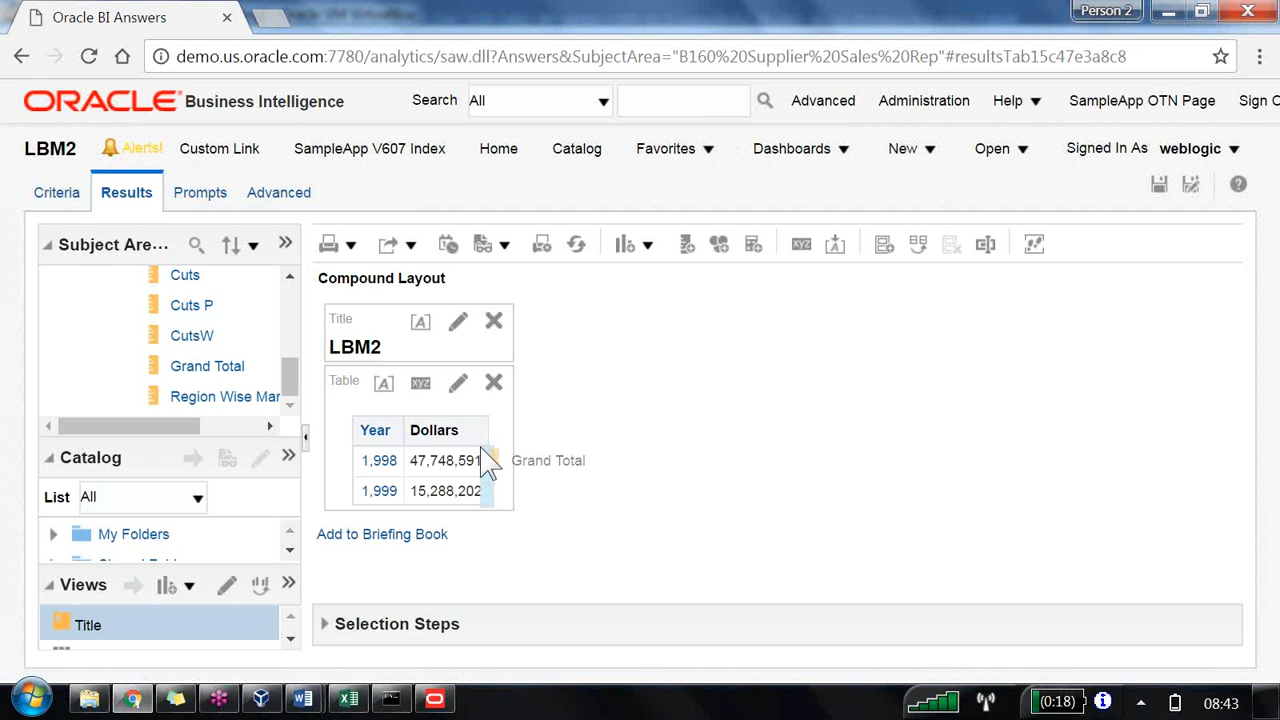 Oracle BI Answers
Person 2
demo.us.oracle.com:7780/analytics/saw.dll?Answers&SubjectArea="B160%20Supplier%20Sales%20Rep"#resultsTab15c47e3a8c8
ORACLE Business Intelligence
Search All Advanced Administration Help SampleApp OTN Page Sign O
LBM2 Alerts! Custom Link SampleApp V607 Index Home Catalog Favorites Dashboards New Open Signed In As weblogic
Criteria Results Prompts Advanced
Subject Are...
Cuts
Cuts P
CutsW
Grand Total
Region Wise Mar
Catalog
List All
My Folders
Views
Title
Compound Layout
Title
LBM2
Table
Year Dollars
1,998 47,748,591
Grand Total
1,999 15,288,202
Add to Briefing Book
Selection Steps
(0:18) 08:43